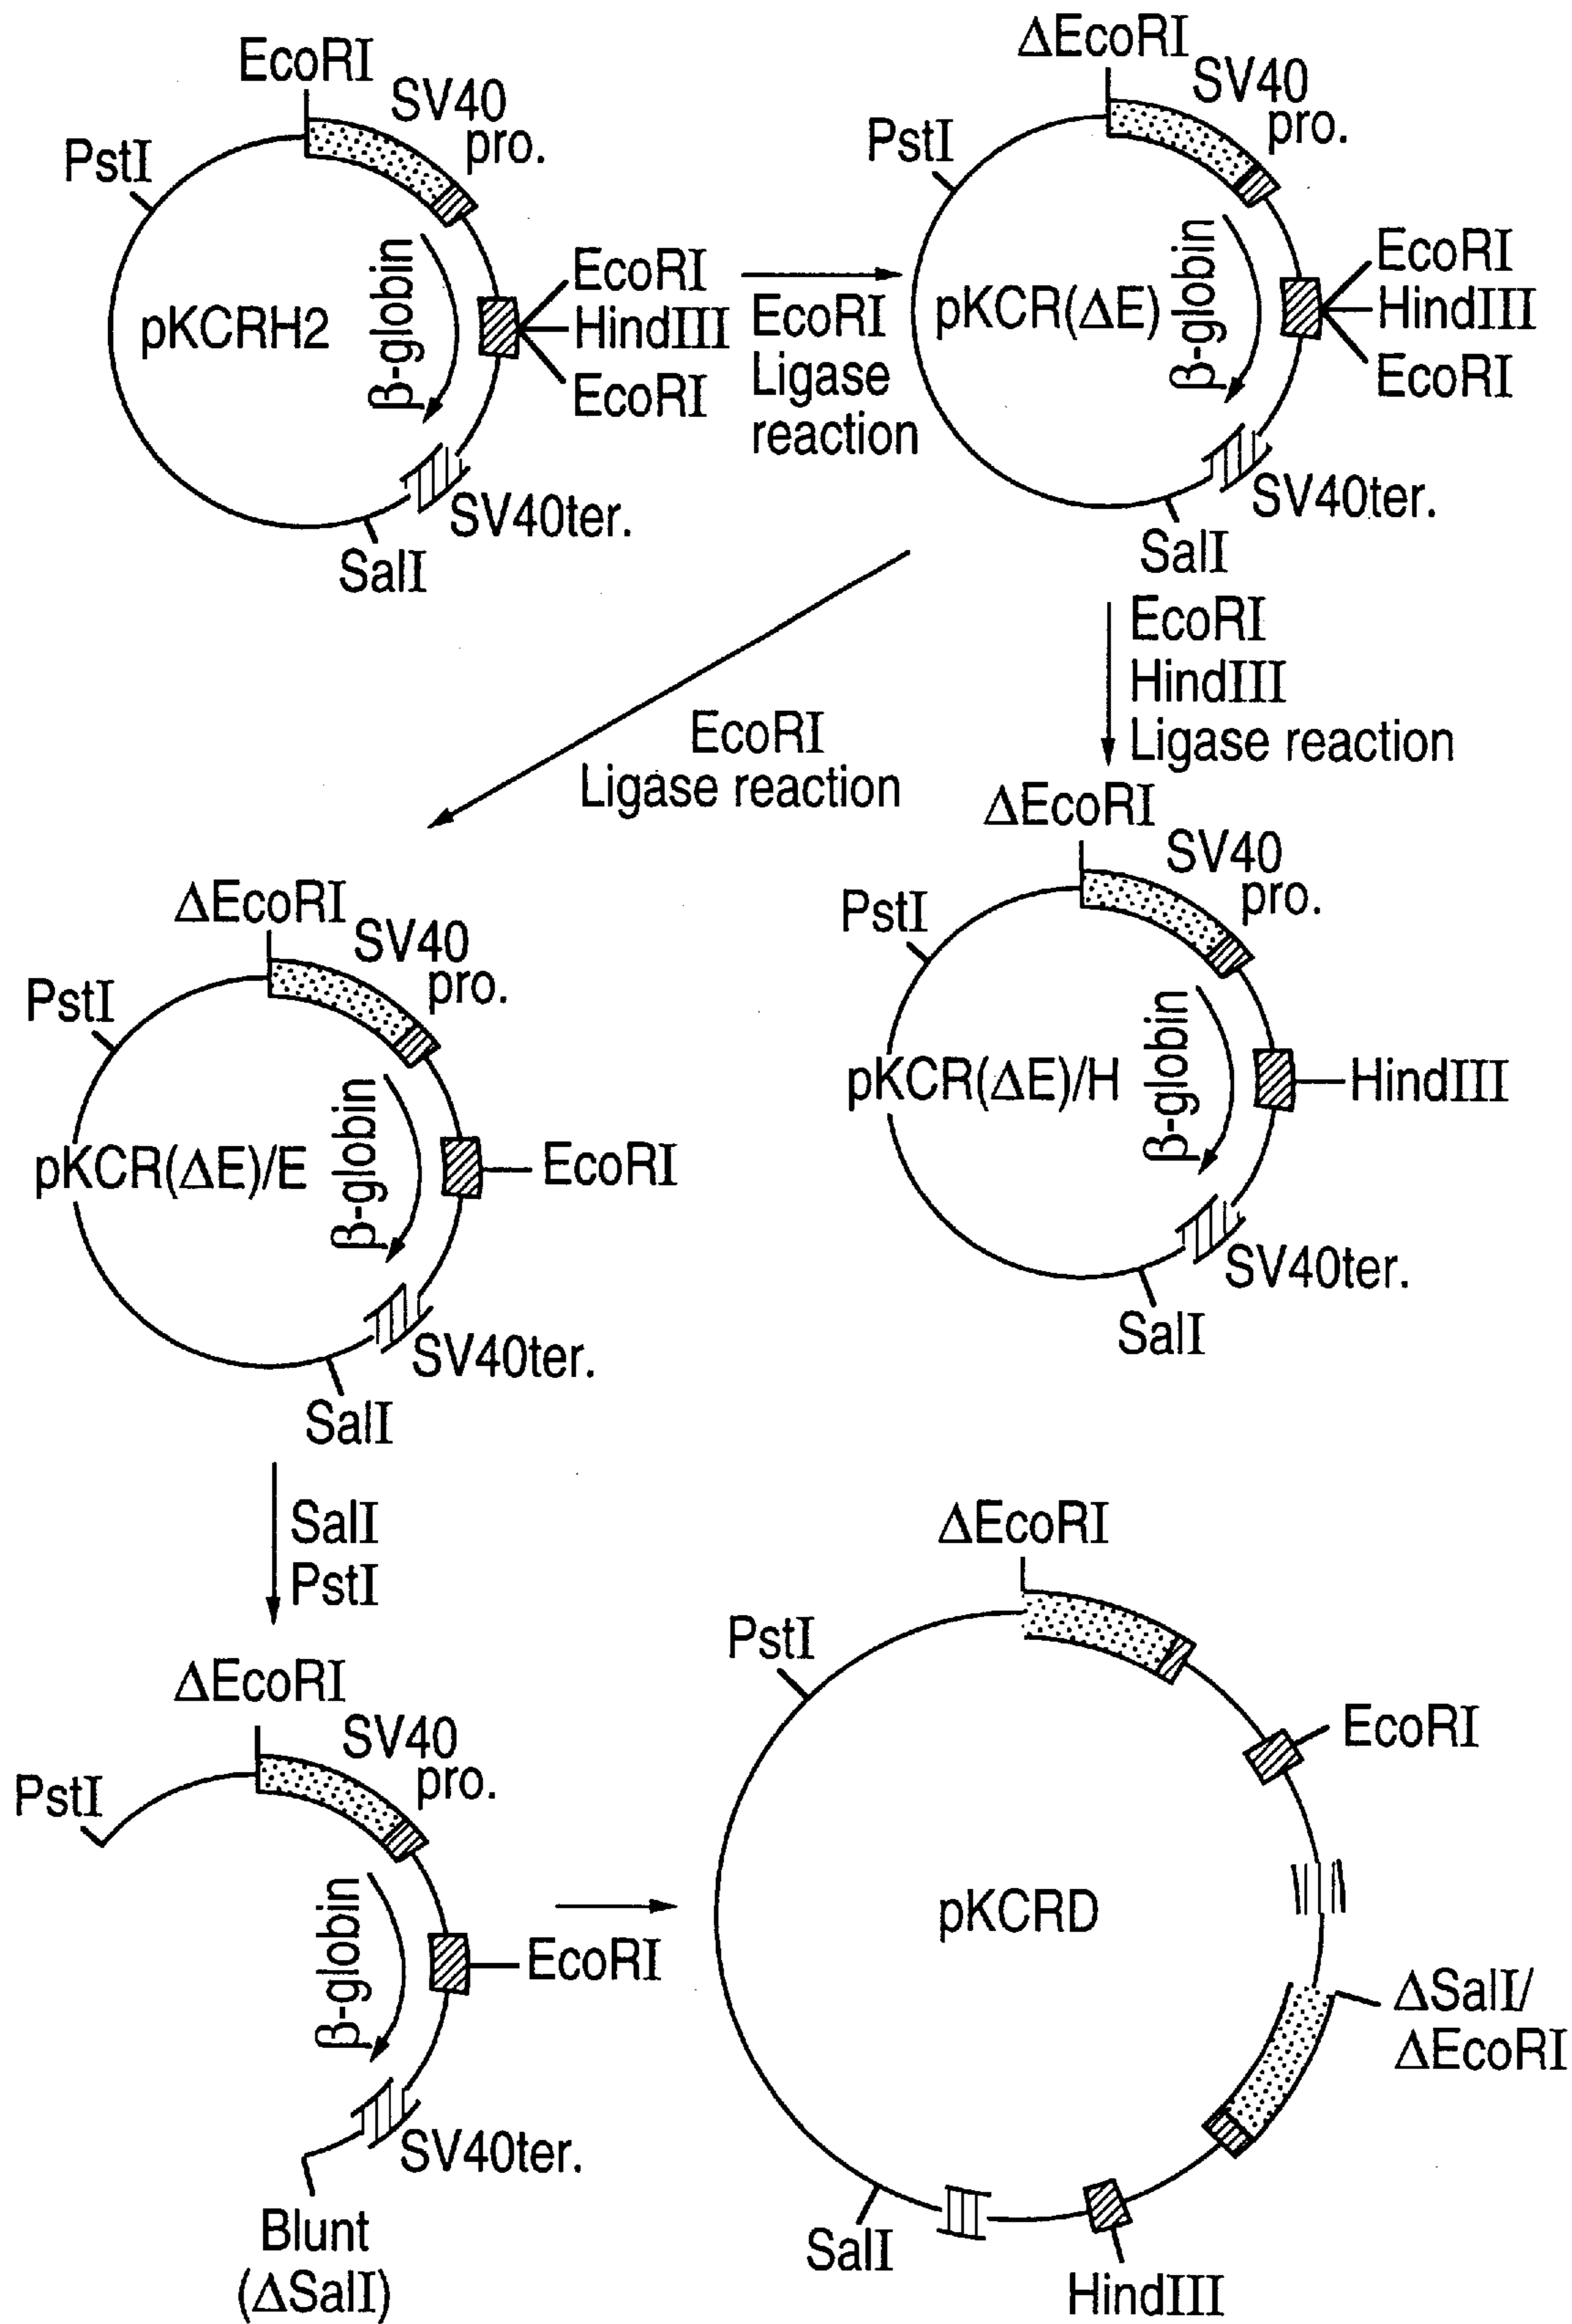 EcoRI
SV40
pro.
PstI
pKCRH2
β-globin
EcoRI
HindIII
EcoRI
SV40ter.
SalI
EcoRI
Ligase
reaction
ΔEcoRI
SV40
pro.
PstI
pKCR(ΔE)
β-globin
EcoRI
HindIII
EcoRI
SV40ter.
SalI
EcoRI
HindIII
Ligase reaction
EcoRI
Ligase reaction
ΔEcoRI
SV40
pro.
PstI
pKCR(ΔE)/H
β-globin
HindIII
SV40ter.
SalI
ΔEcoRI
SV40
pro.
PstI
pKCR(ΔE)/E
β-globin
EcoRI
SV40ter.
SalI
SalI
PstI
ΔEcoRI
SV40
pro.
PstI
β-globin
EcoRI
SV40ter.
Blunt
(ΔSalI)
ΔEcoRI
PstI
EcoRI
pKCRD
ΔSalI/
ΔEcoRI
SalI
HindIII